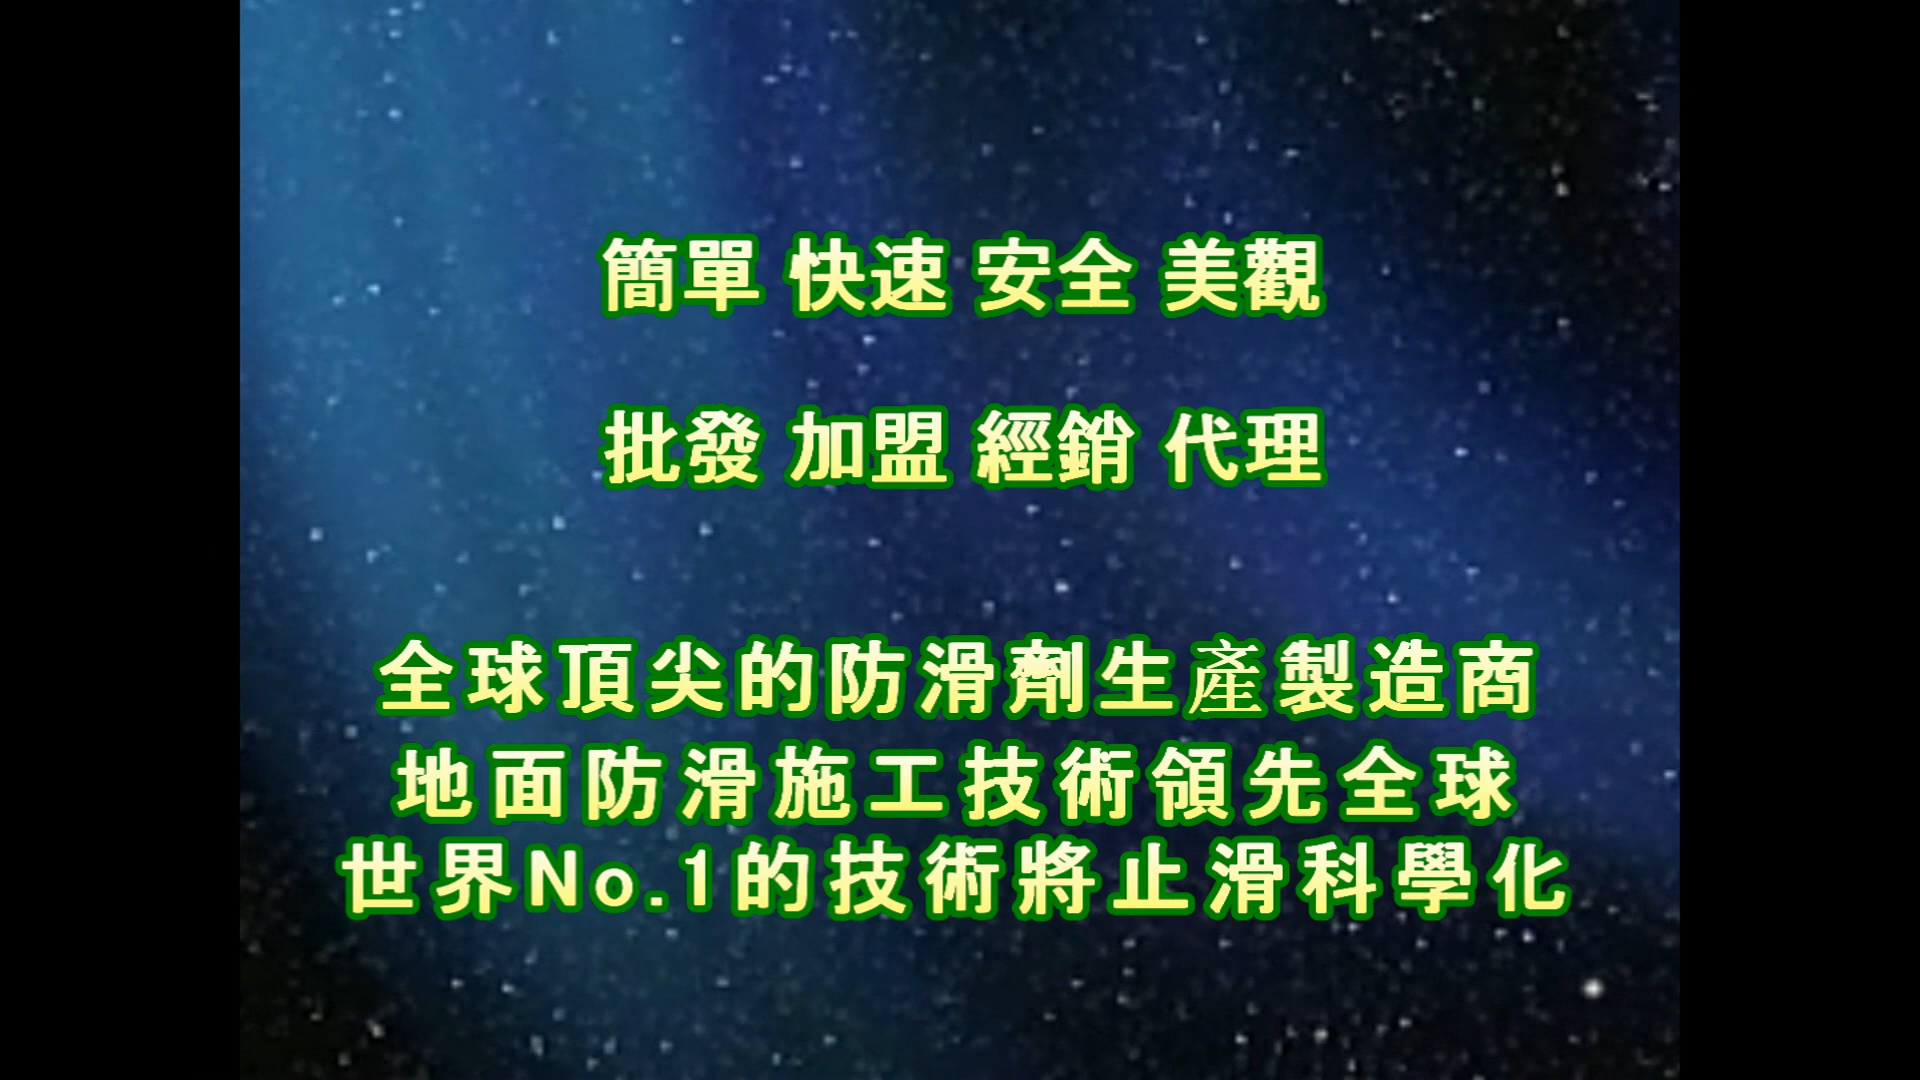 簡單 快速 安全 美觀
批發 加盟 經銷 代理
全球頂尖的防滑劑生產製造商
地面防滑施工技術領先全球
世界No.1的技術將止滑科學化